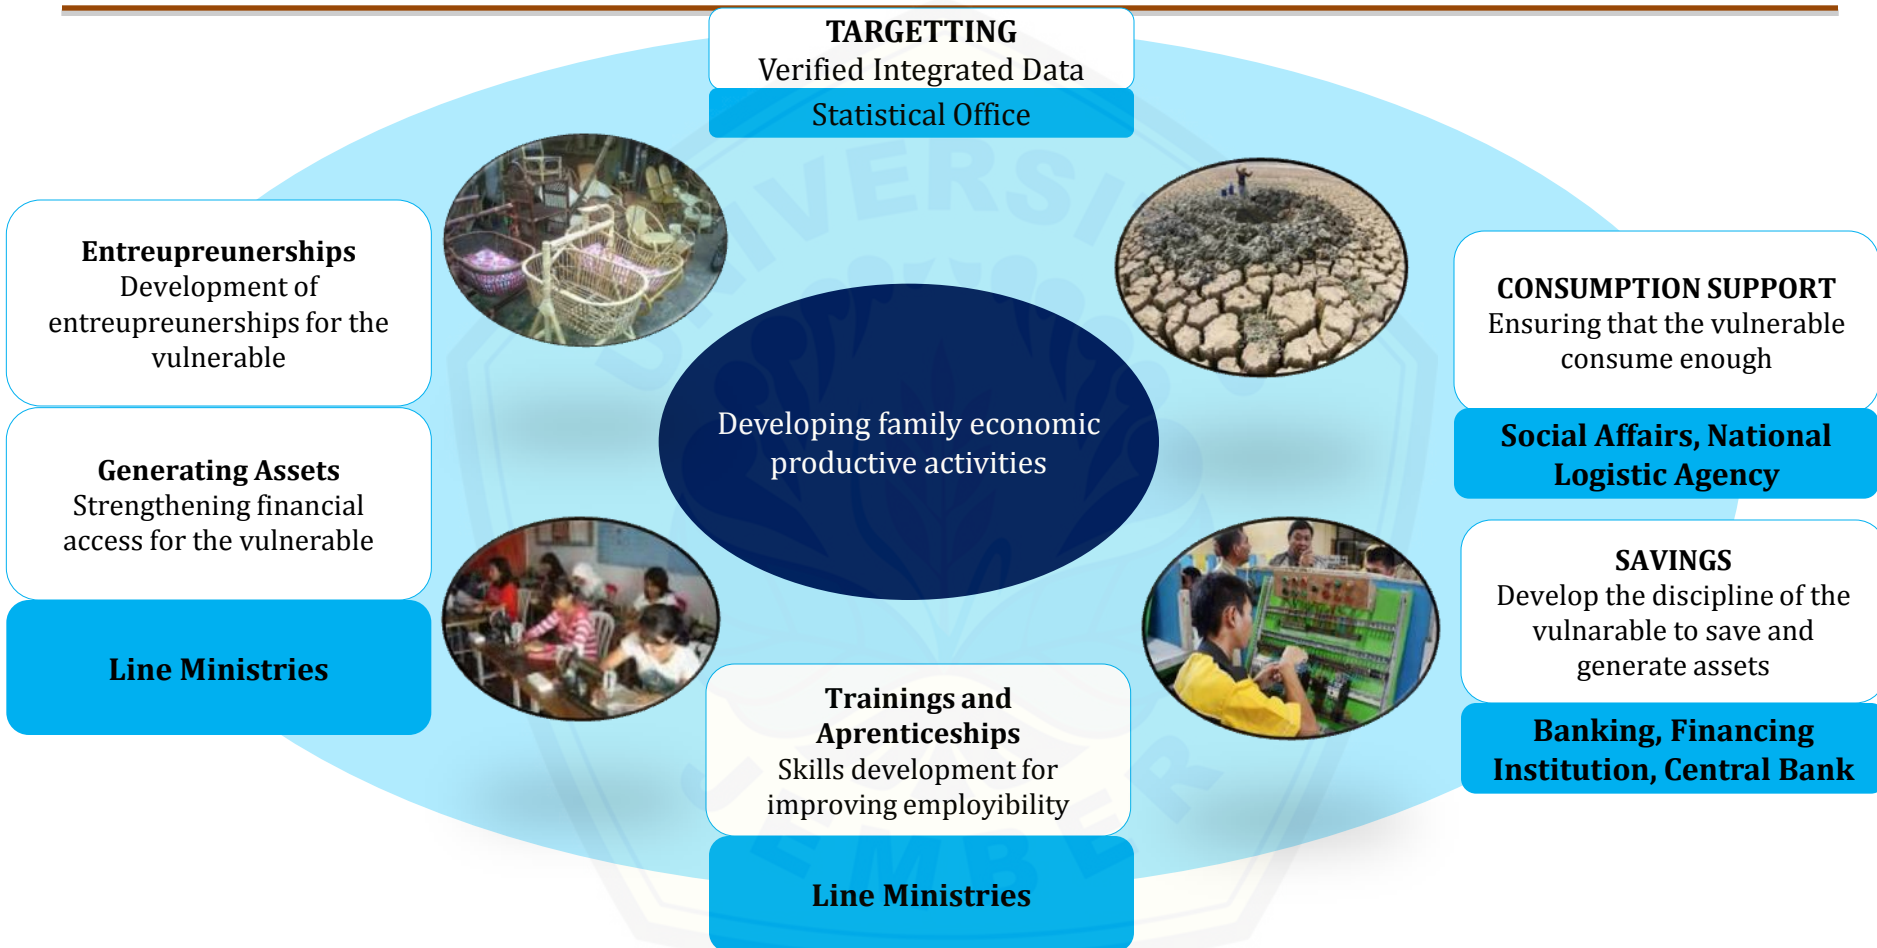 TARGETTING
Verified Integrated Data
Statistical Office
Entreupreunerships
Development of
entreupreunerships for the
vulnerable
Generating Assets
Strengthening financial
access for the vulnerable
Line Ministries
Developing family economic
productive activities
CONSUMPTION SUPPORT
Ensuring that the vulnerable
consume enough
Social Affairs, National
Logistic Agency
SAVINGS
Develop the discipline of the
vulnarable to save and
generate assets
Banking, Financing
Institution, Central Bank
Trainings and
Aprenticeships
Skills development for
improving employibility
Line Ministries
UNIVERSITAS
JEMBER